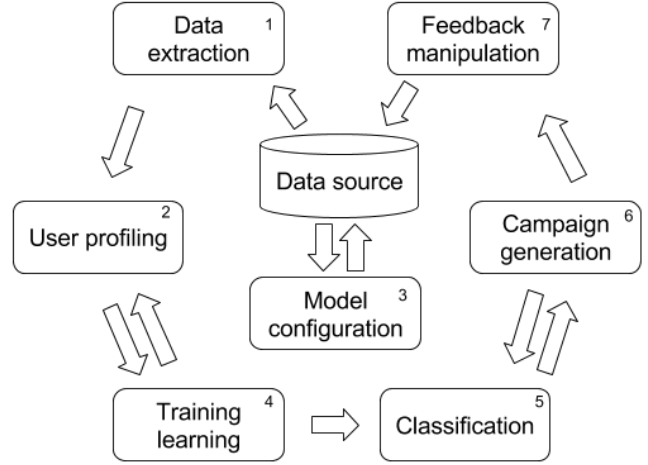 Data
extraction
1
Feedback
manipulation
7
Data source
User profiling
2
Campaign
generation
6
Model
configuration
3
Training
learning
4
Classification
5